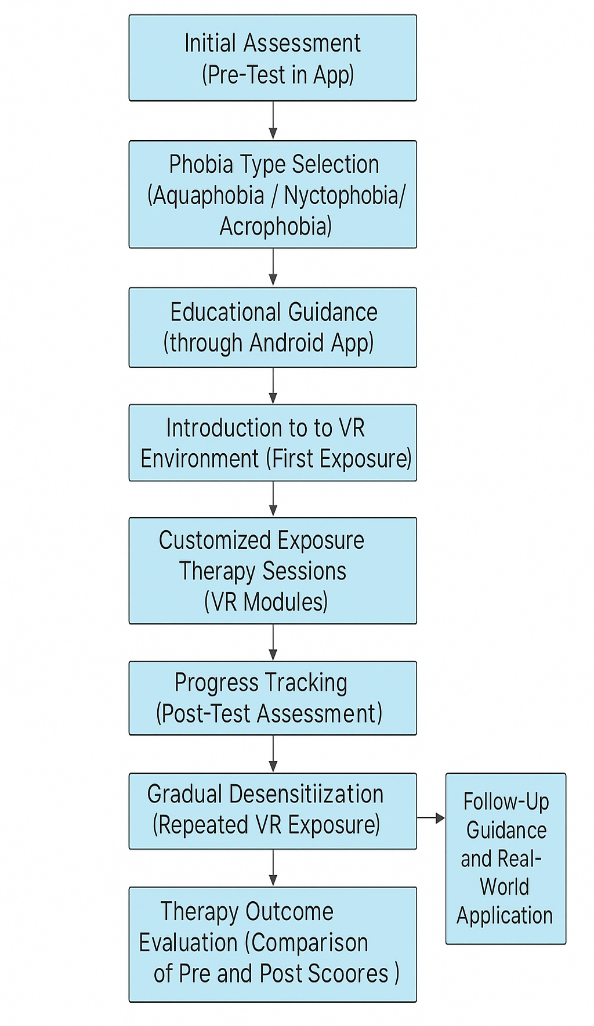 Initial Assessment
(Pre-Test in App)
Phobia Type Selection
(Aquaphobia / Nyctophobia/
Acrophobia)
Educational Guidance
(through Android App)
Introduction to to VR
Environment (First Exposure)
Customized Exposure
Therapy Sessions
(VR Modules)
Progress Tracking
(Post-Test Assessment)
Gradual Desensitiization
(Repeated VR Exposure)
Follow-Up
Guidance
and Real-
World
Application
Therapy Outcome
Evaluation (Comparison
of Pre and Post Scoores )